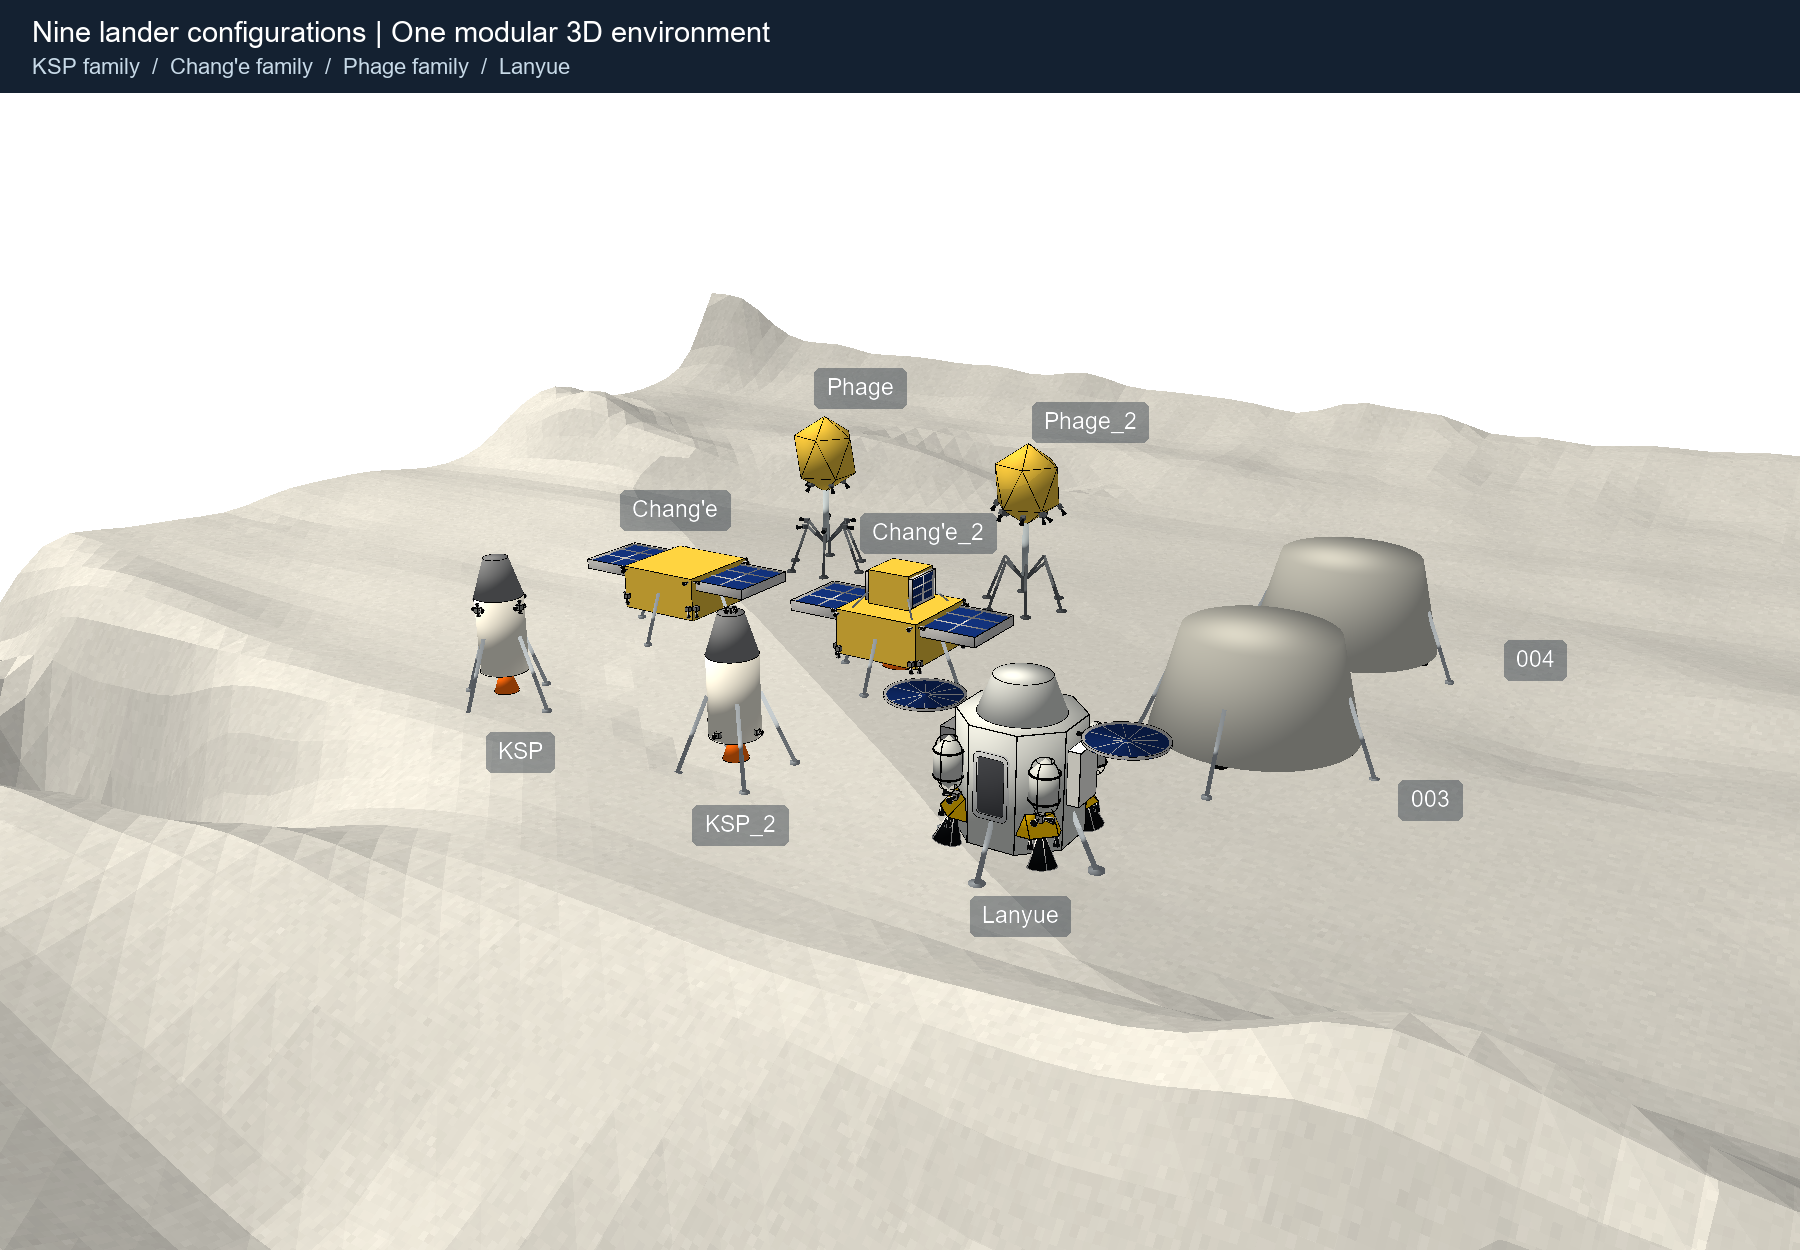 Nine lander configurations | One modular 3D environment
KSP family / Chang'e family / Phage family / Lanyue
Phage
Phage_2
Chang'e
Chang'e_2
004
KSP
003
KSP_2
Lanyue